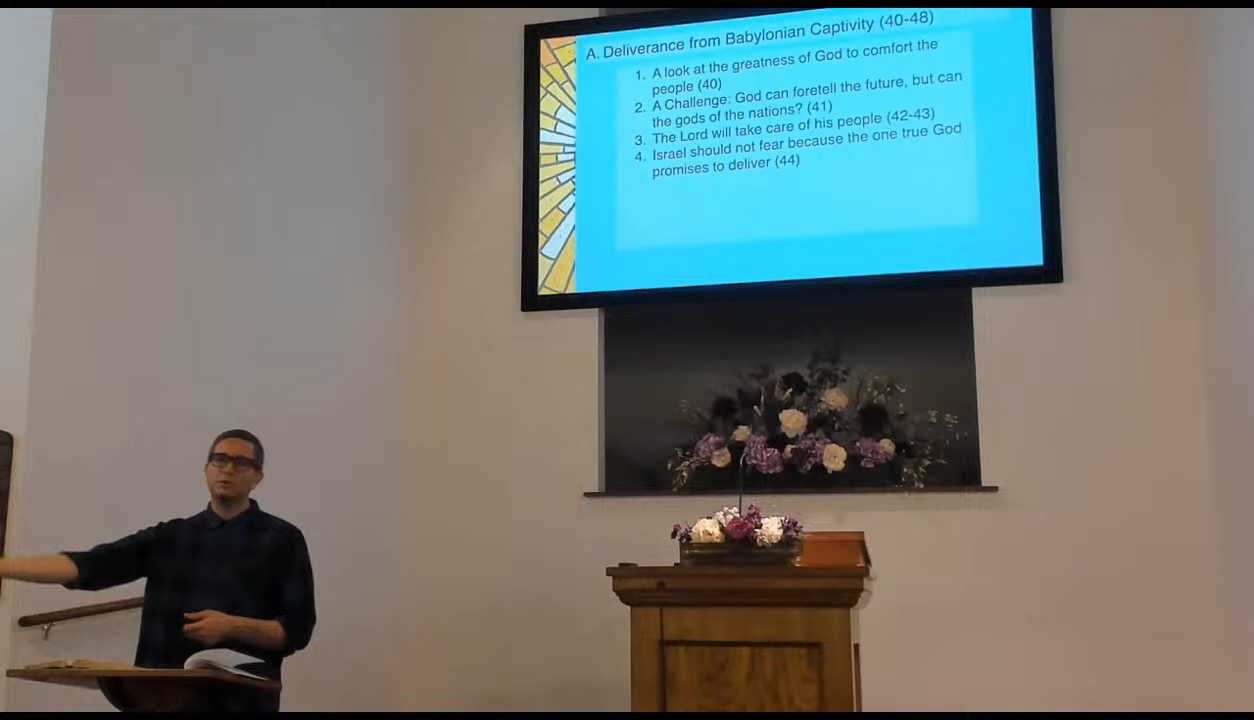 A. Deliverance from Babylonian Captivity (40-48)
1. A look at the greatness of God to comfort the
people (40)
2. A Challenge: God can foretell the future, but can
the gods of the nations? (41)
3. The Lord will take care of his people (42-43)
4. Israel should not fear because the one true God
promises to deliver (44)